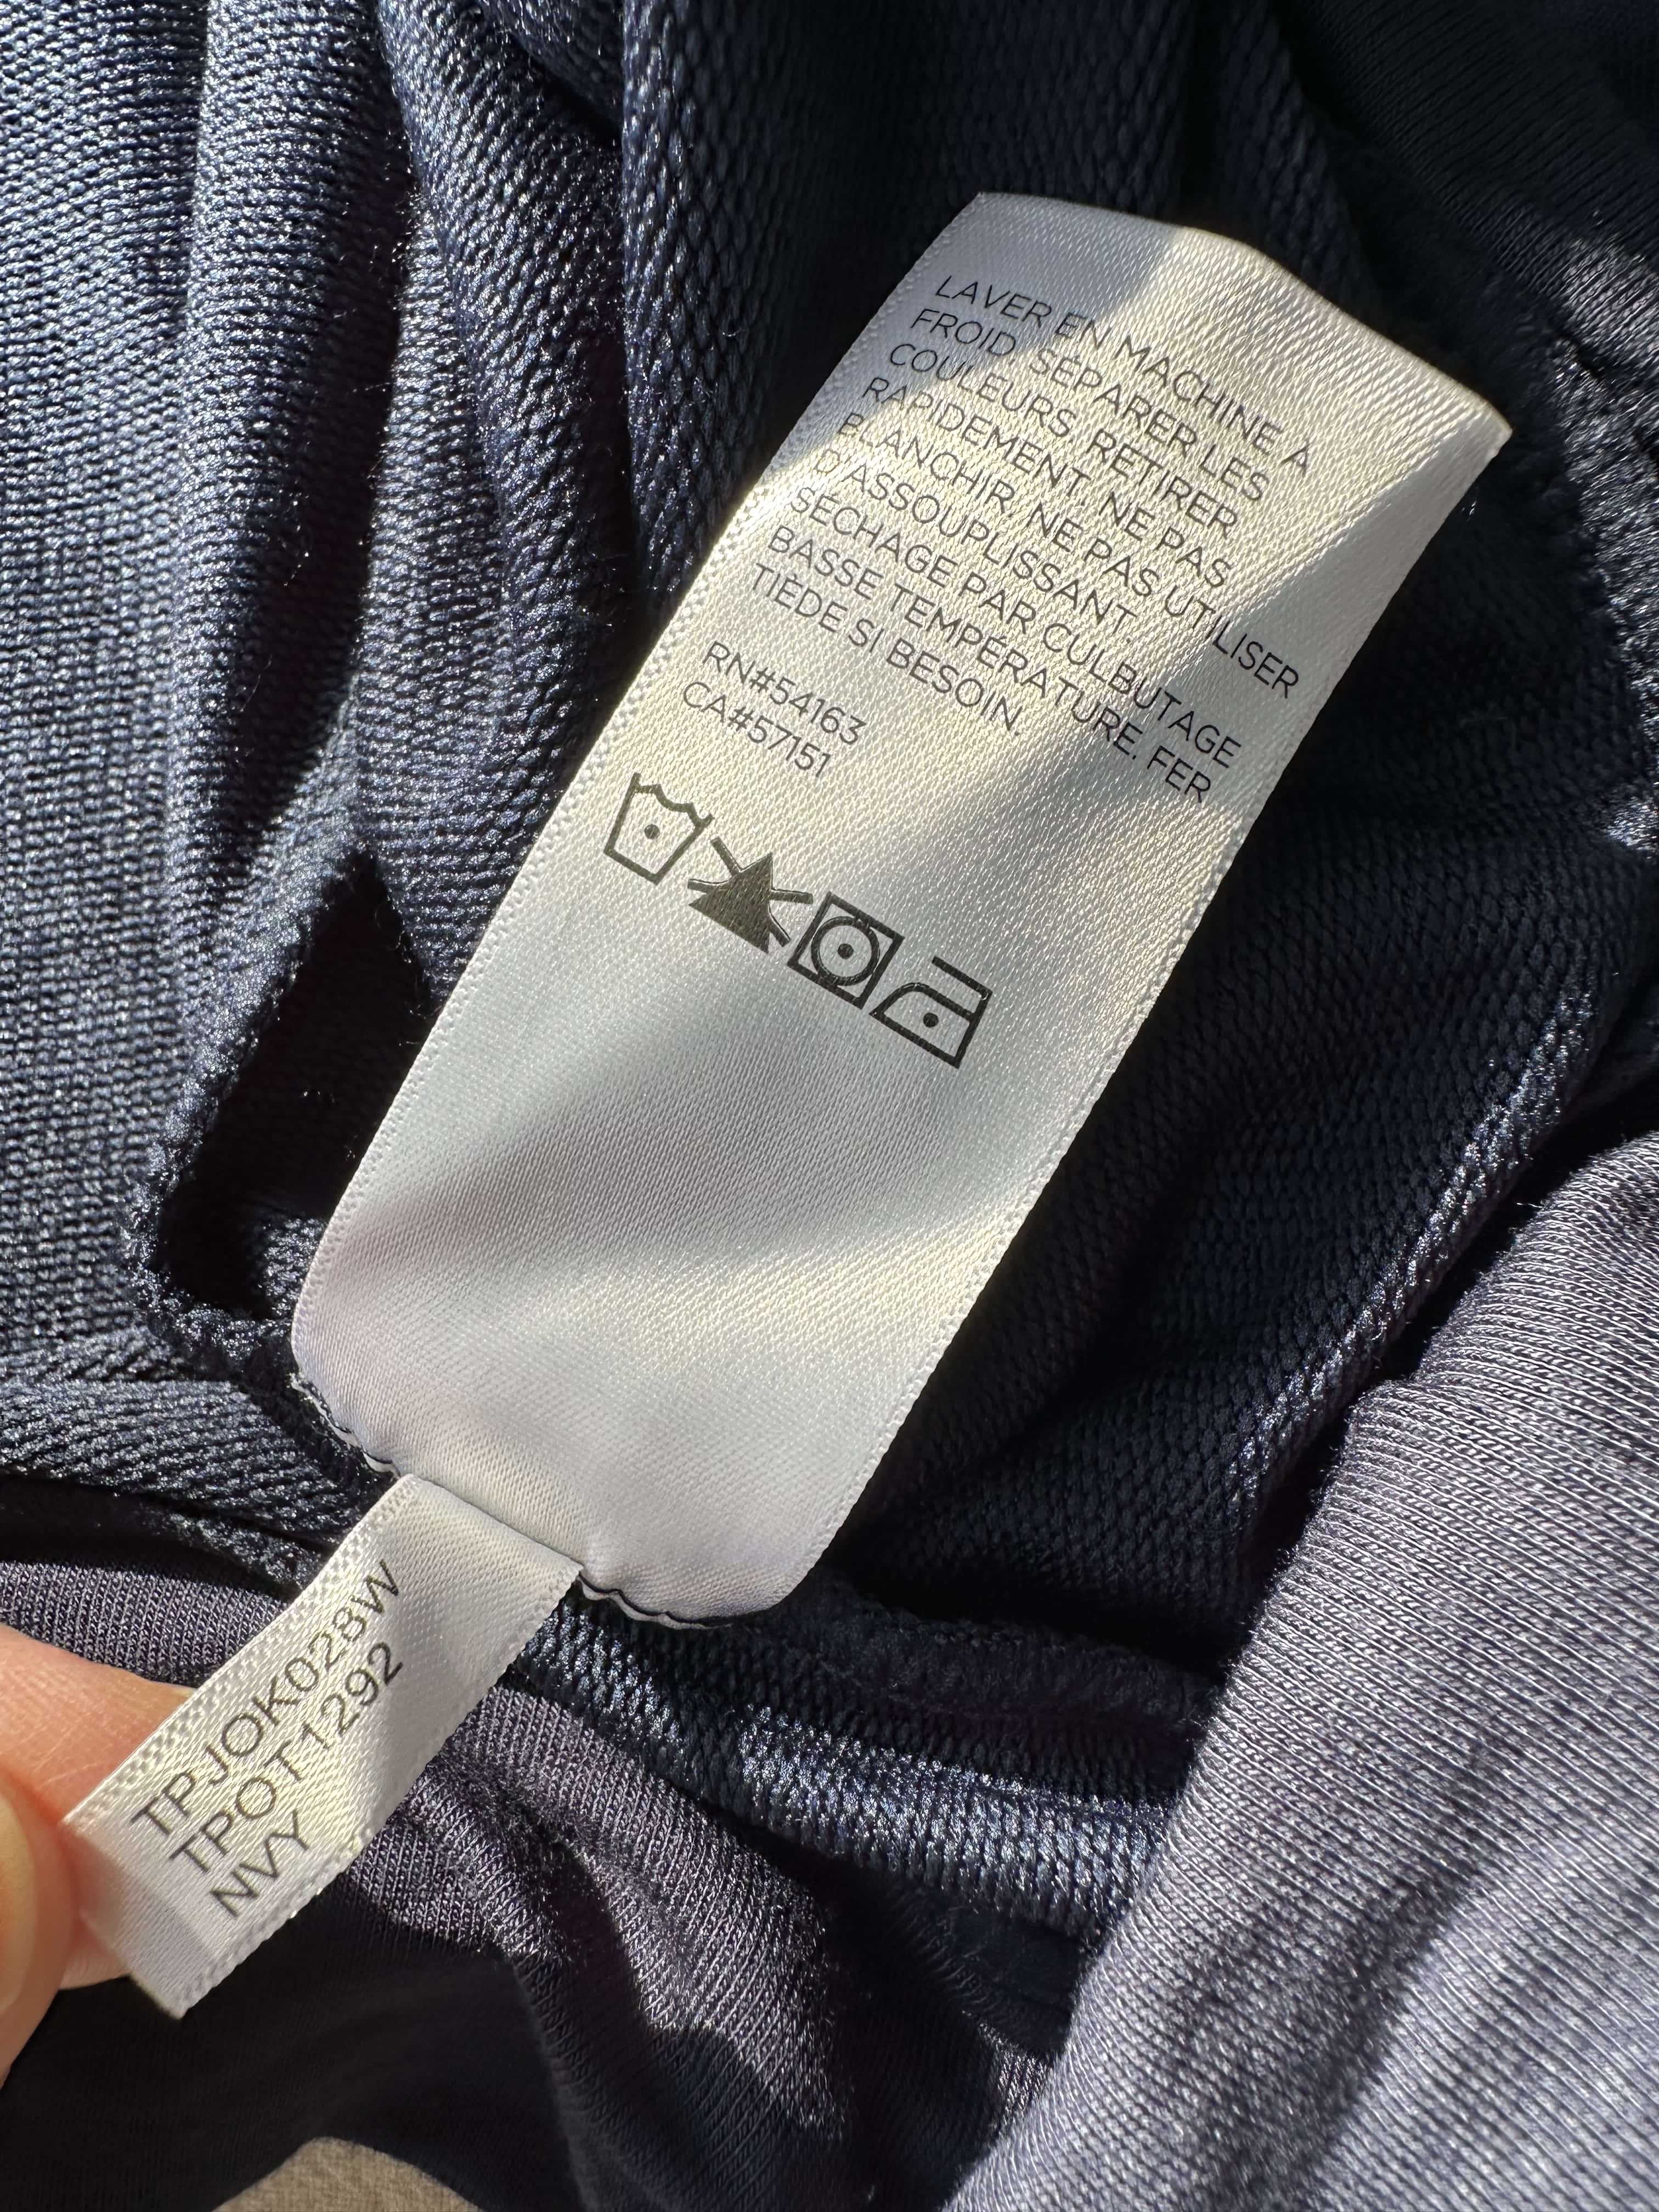 LAVER EN MACHINE À
FROID. SÉPARER LES
COULEURS. RETIRER
RAPIDEMENT. NE PAS
BLANCHIR. NE PAS UTILISER
D'ASSOUPLISSANT.
SÉCHAGE PAR CULBUTAGE
BASSE TEMPÉRATURE. FER
TIÈDE SI BESOIN.
RN#54163
CA#57151
TPJOK028W
TPOT1292
NVY